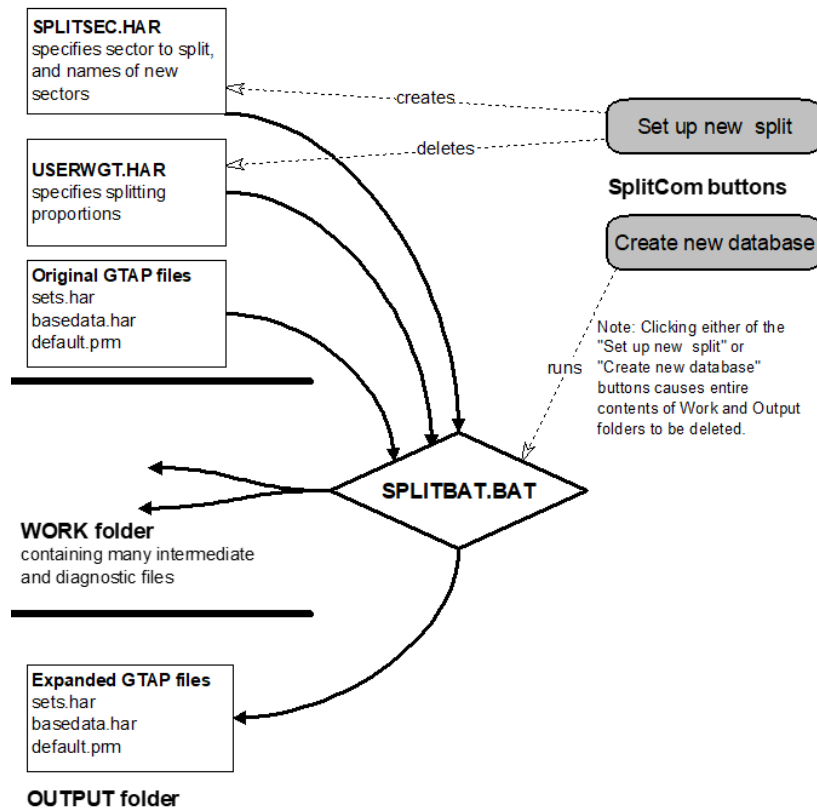 SPLITSEC.HAR
specifies sector to split,
and names of new
sectors
creates
Set up new  split
deletes
USERWGT.HAR
specifies splitting
proportions
SplitCom buttons
Create new database
Original GTAP files
sets.har
basedata.har
default.prm
Note: Clicking either of the
"Set up new  split" or
"Create new database"
buttons causes entire
contents of Work and Output
folders to be deleted.
runs
SPLITBAT.BAT
WORK folder
containing many intermediate
and diagnostic files
Expanded GTAP files
sets.har
basedata.har
default.prm
OUTPUT folder